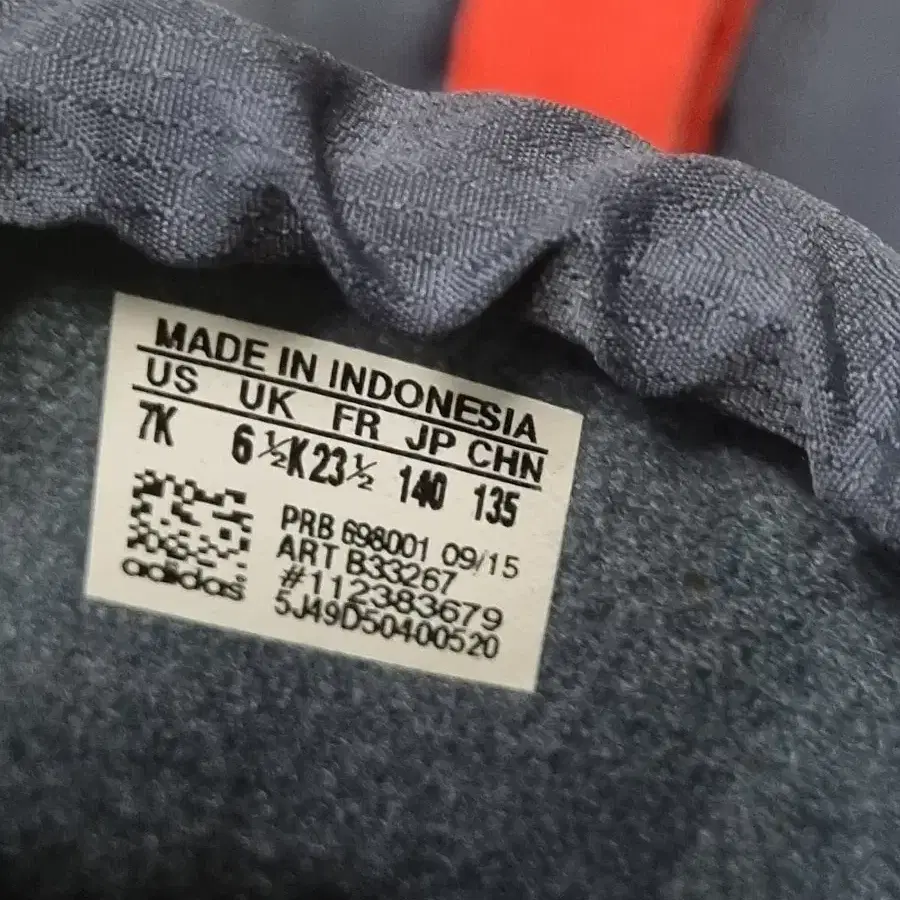 MADE IN INDONESIA
US UK FR JP CHN
7K 6½K 23½ 140 135
PRB 698001 09/15
ART B33267
#112383679
5J49D50400520
adidas